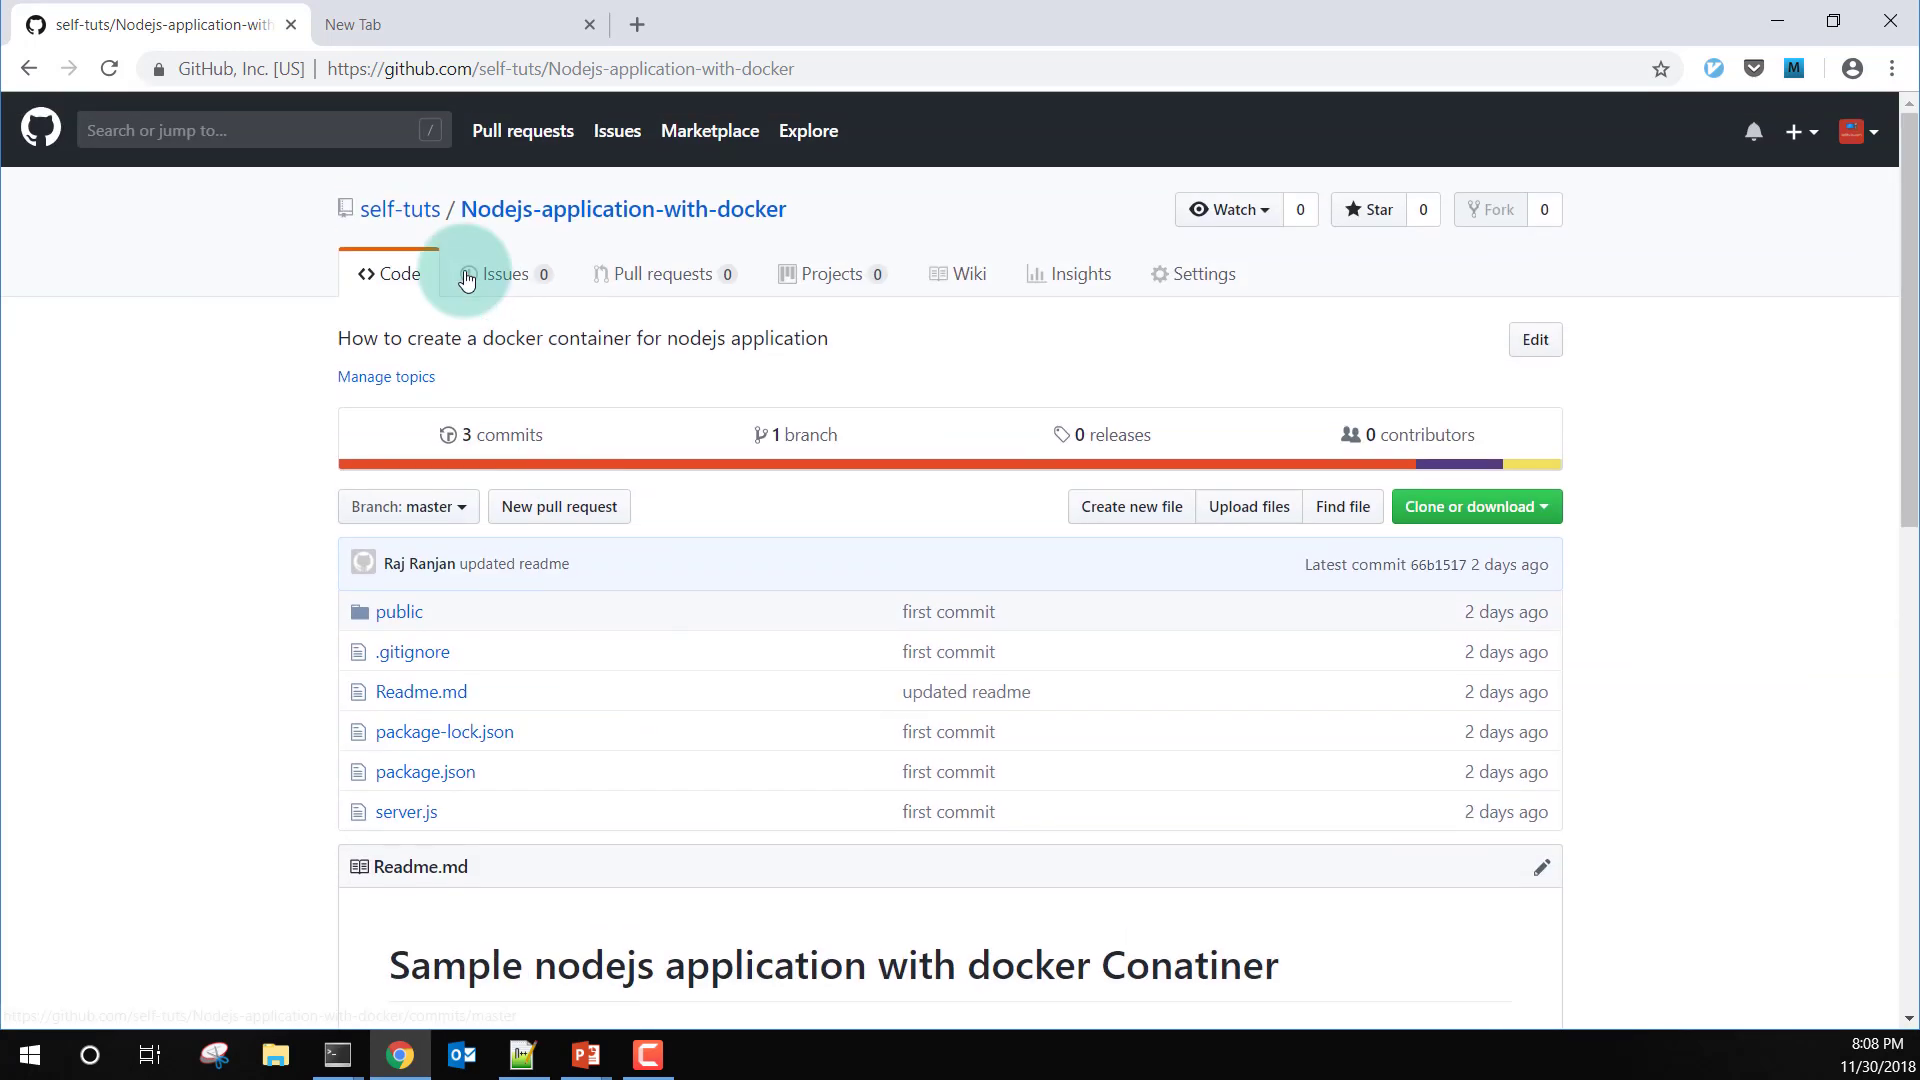 self-tuts/Nodejs-application-with
New Tab
GitHub, Inc. [US] | https://github.com/self-tuts/Nodejs-application-with-docker
M
Search or jump to... /
Pull requests Issues Marketplace Explore
self-tuts / Nodejs-application-with-docker
Watch 0 Star 0 Fork 0
Code Issues 0 Pull requests 0 Projects 0 Wiki Insights Settings
How to create a docker container for nodejs application
Edit
Manage topics
3 commits 1 branch 0 releases 0 contributors
Branch: master New pull request Create new file Upload files Find file Clone or download
Raj Ranjan updated readme Latest commit 66b1517 2 days ago
public first commit 2 days ago
.gitignore first commit 2 days ago
Readme.md updated readme 2 days ago
package-lock.json first commit 2 days ago
package.json first commit 2 days ago
server.js first commit 2 days ago
Readme.md
Sample nodejs application with docker Conatiner
https://github.com/self-tuts/Nodejs-application-with-docker/commits/master
8:08 PM
11/30/2018